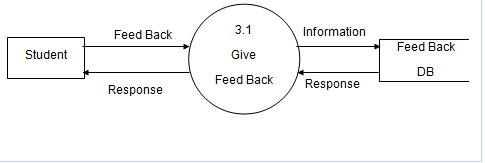 Student
Feed Back
Response
3.1
Give
Feed Back
Information
Response
Feed Back
DB